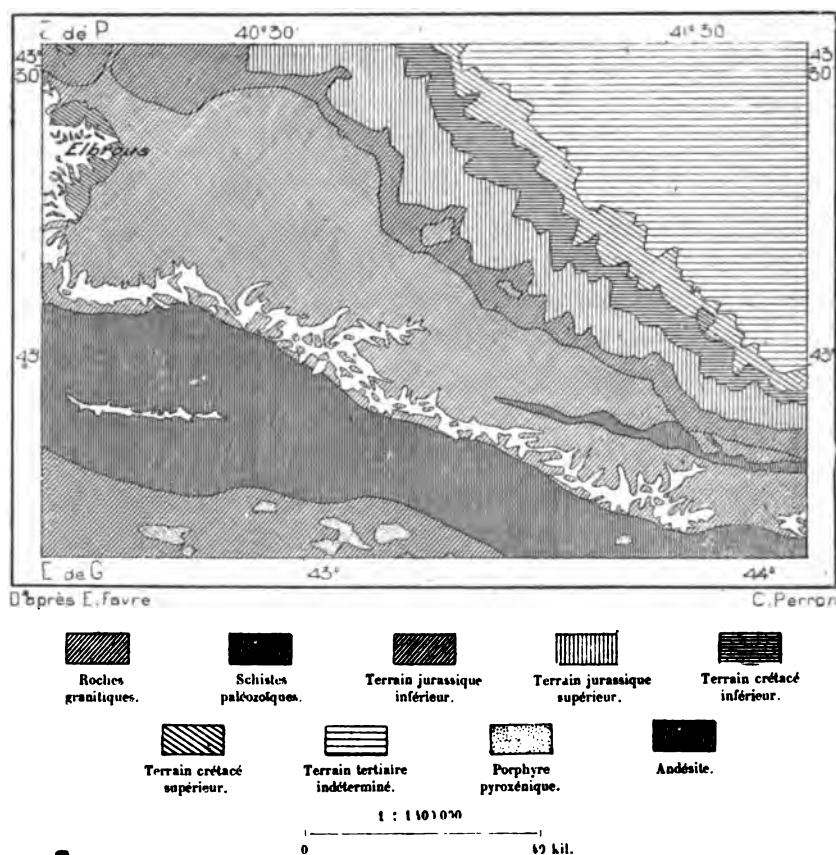 E de P 40°30 41°30
43 30 43 30
Elbrous
43° 43°
E de G 43° 44°
D'après E. Favre C. Perron
Roches granitiques.
Schistes paléozoïques.
Terrain jurassique inférieur.
Terrain jurassique supérieur.
Terrain crétacé inférieur.
Terrain crétacé supérieur.
Terrain tertiaire indéterminé.
Porphyre pyroxénique.
Andésite.
0 kil.